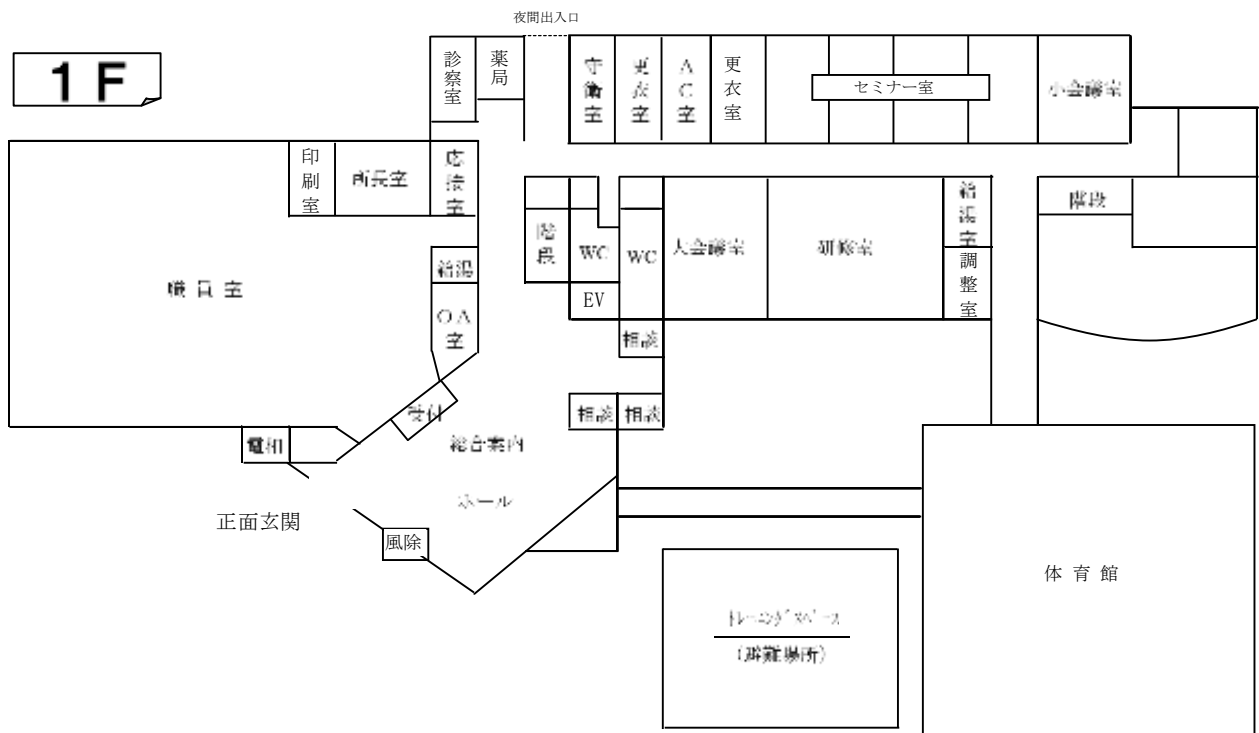 夜間出入口
1 F
診察室
薬局
守衛室
更衣室
AC室
更衣室
セミナー室
小会議室
印刷室
所長室
応接室
階段
WC
WC
大会議室
研修室
給湯室
階段
職員室
給湯
EV
調整室
OA室
相談
受付
相談
相談
電和
総合案内
ホール
正面玄関
風除
体育館
トレーニングスペース
(避難場所)